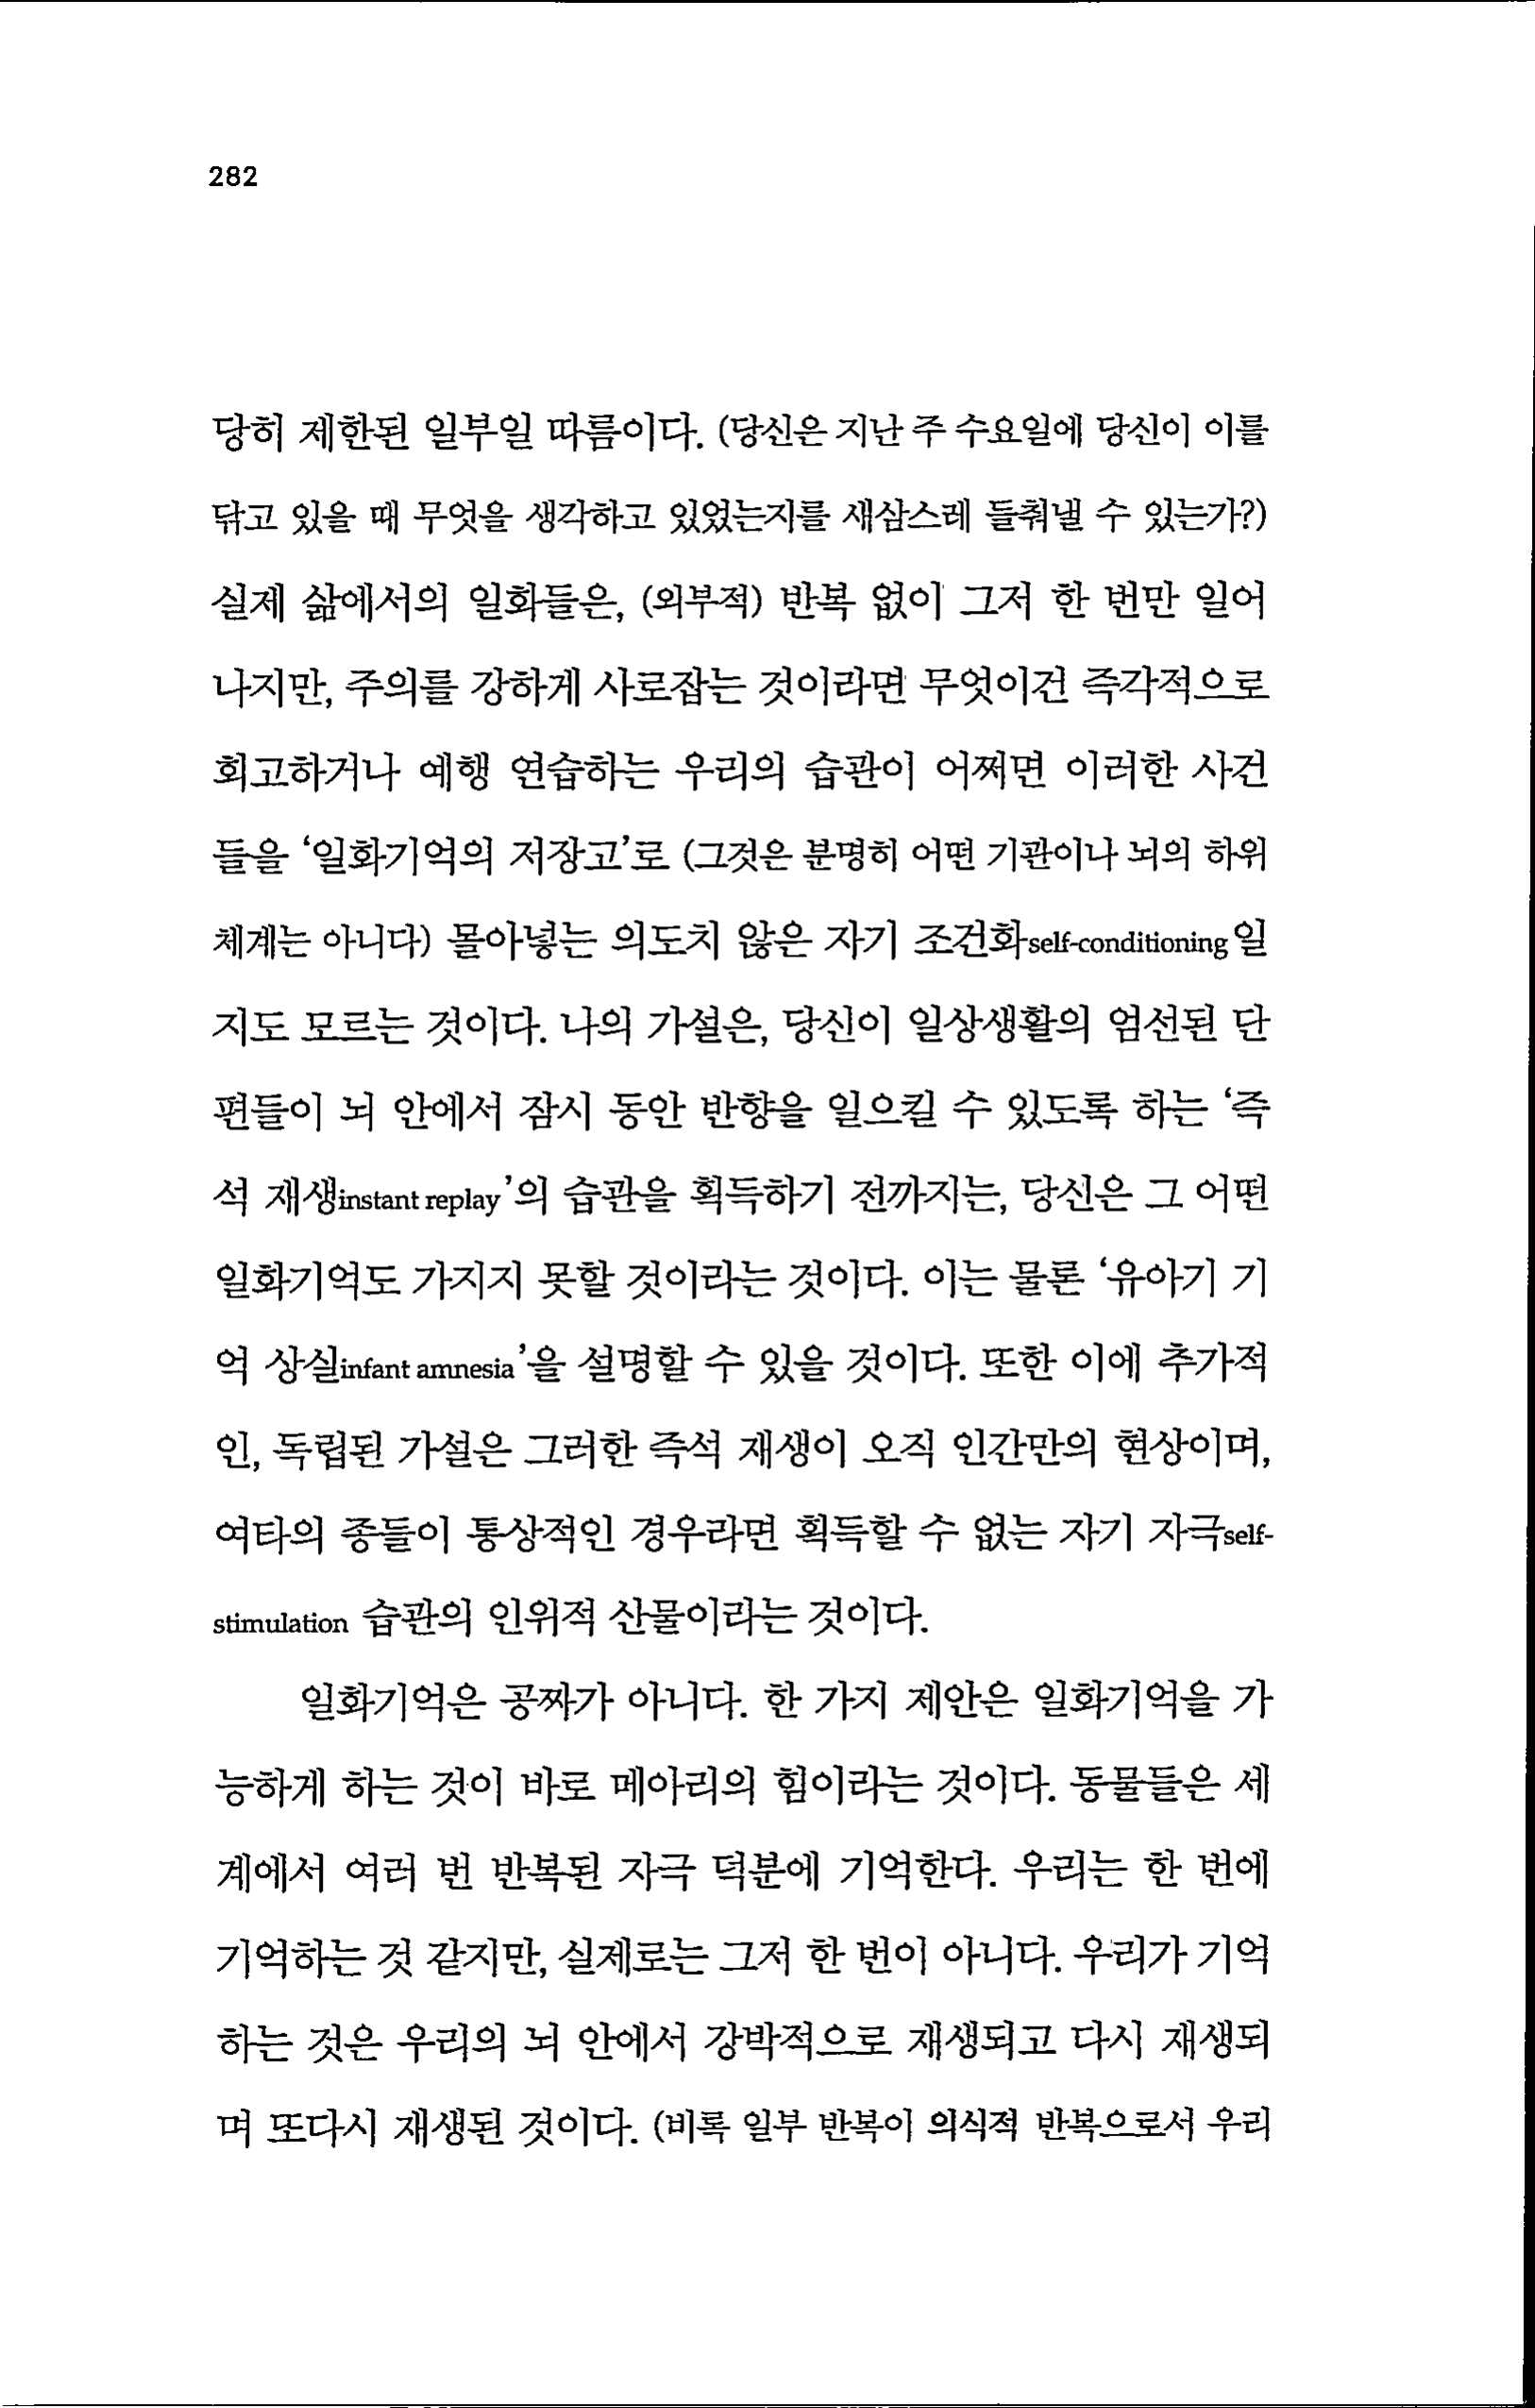 282
당히 제한된 일부일 따름이다. (당신은 지난 주 수요일에 당신이 이를
닦고 있을 때 무엇을 생각하고 있었는지를 새삼스레 들춰낼 수 있는가?)
실제 삶에서의 일화들은, (외부적) 반복 없이 그저 한 번만 일어
나지만, 주의를 강하게 사로잡는 것이라면 무엇이건 즉각적으로
회고하거나 예행 연습하는 우리의 습관이 어쩌면 이러한 사건
들을 ‘일화기억의 저장고’로 (그것은 분명히 어떤 기관이나 뇌의 하위
체계는 아니다) 몰아넣는 의도치 않은 자기 조건화self-conditioning일
지도 모르는 것이다. 나의 가설은, 당신이 일상생활의 엄선된 단
편들이 뇌 안에서 잠시 동안 반향을 일으킬 수 있도록 하는 ‘즉
석 재생instant replay’의 습관을 획득하기 전까지는, 당신은 그 어떤
일화기억도 가지지 못할 것이라는 것이다. 이는 물론 ‘유아기 기
억 상실infant amnesia’을 설명할 수 있을 것이다. 또한 이에 추가적
인, 독립된 가설은 그러한 즉석 재생이 오직 인간만의 현상이며,
여타의 종들이 통상적인 경우라면 획득할 수 없는 자기 자극self-
stimulation 습관의 인위적 산물이라는 것이다.
일화기억은 공짜가 아니다. 한 가지 제안은 일화기억을 가
능하게 하는 것이 바로 메아리의 힘이라는 것이다. 동물들은 세
계에서 여러 번 반복된 자극 덕분에 기억한다. 우리는 한 번에
기억하는 것 같지만, 실제로는 그저 한 번이 아니다. 우리가 기억
하는 것은 우리의 뇌 안에서 강박적으로 재생되고 다시 재생되
며 또다시 재생된 것이다. (비록 일부 반복이 의식적 반복으로서 우리